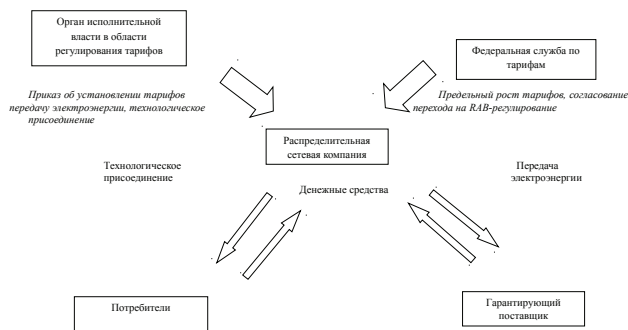 Орган исполнительной
власти в области
регулирования тарифов
Федеральная служба по
тарифам
Приказ об установлении тарифов
передачу электроэнергии, технологическое
присоединение
Предельный рост тарифов, согласование
перехода на RAB-регулирование
Распределительная
сетевая компания
Технологическое
присоединение
Передача
электроэнергии
Денежные средства
Потребители
Гарантирующий
поставщик